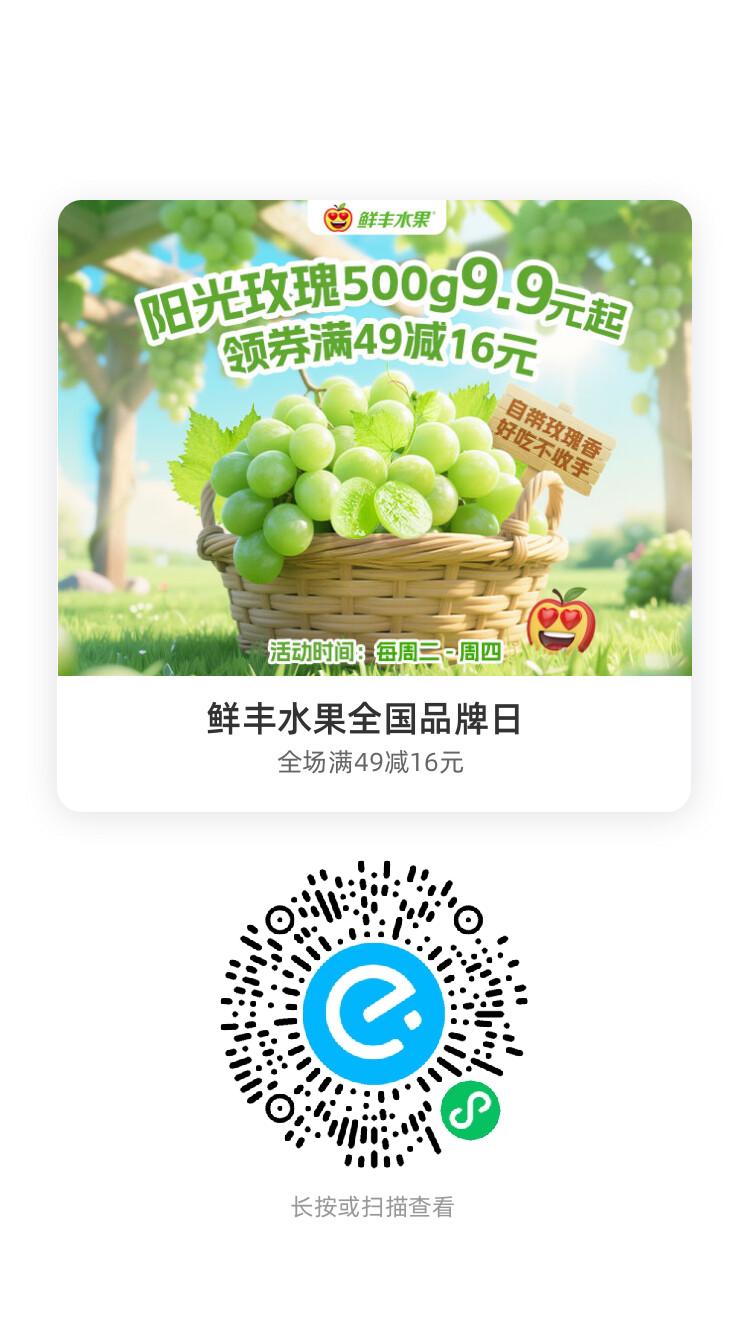 鲜丰水果
阳光玫瑰500g9.9元起
领券满49减16元
自带玫瑰香
好吃不收手
活动时间：每周二-周四
鲜丰水果全国品牌日
全场满49减16元
长按或扫描查看